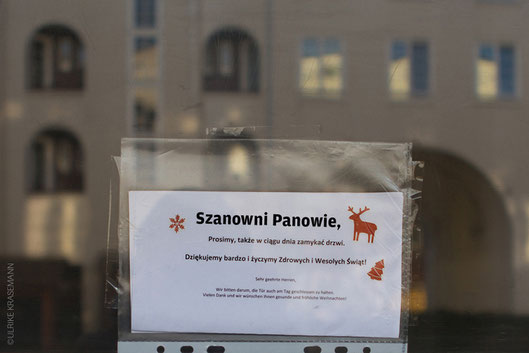 Szanowni Panowie,
Prosimy, także w ciągu dnia zamykać drzwi.
Dziękujemy bardzo i życzymy Zdrowych i Wesołych Świąt!
Sehr geehrte Herren,
Wir bitten darum, die Tür auch am Tag geschlossen zu halten.
Vielen Dank und wir wünschen Ihnen gesunde und fröhliche Weihnachten!
©ULRIKE KRASEMANN